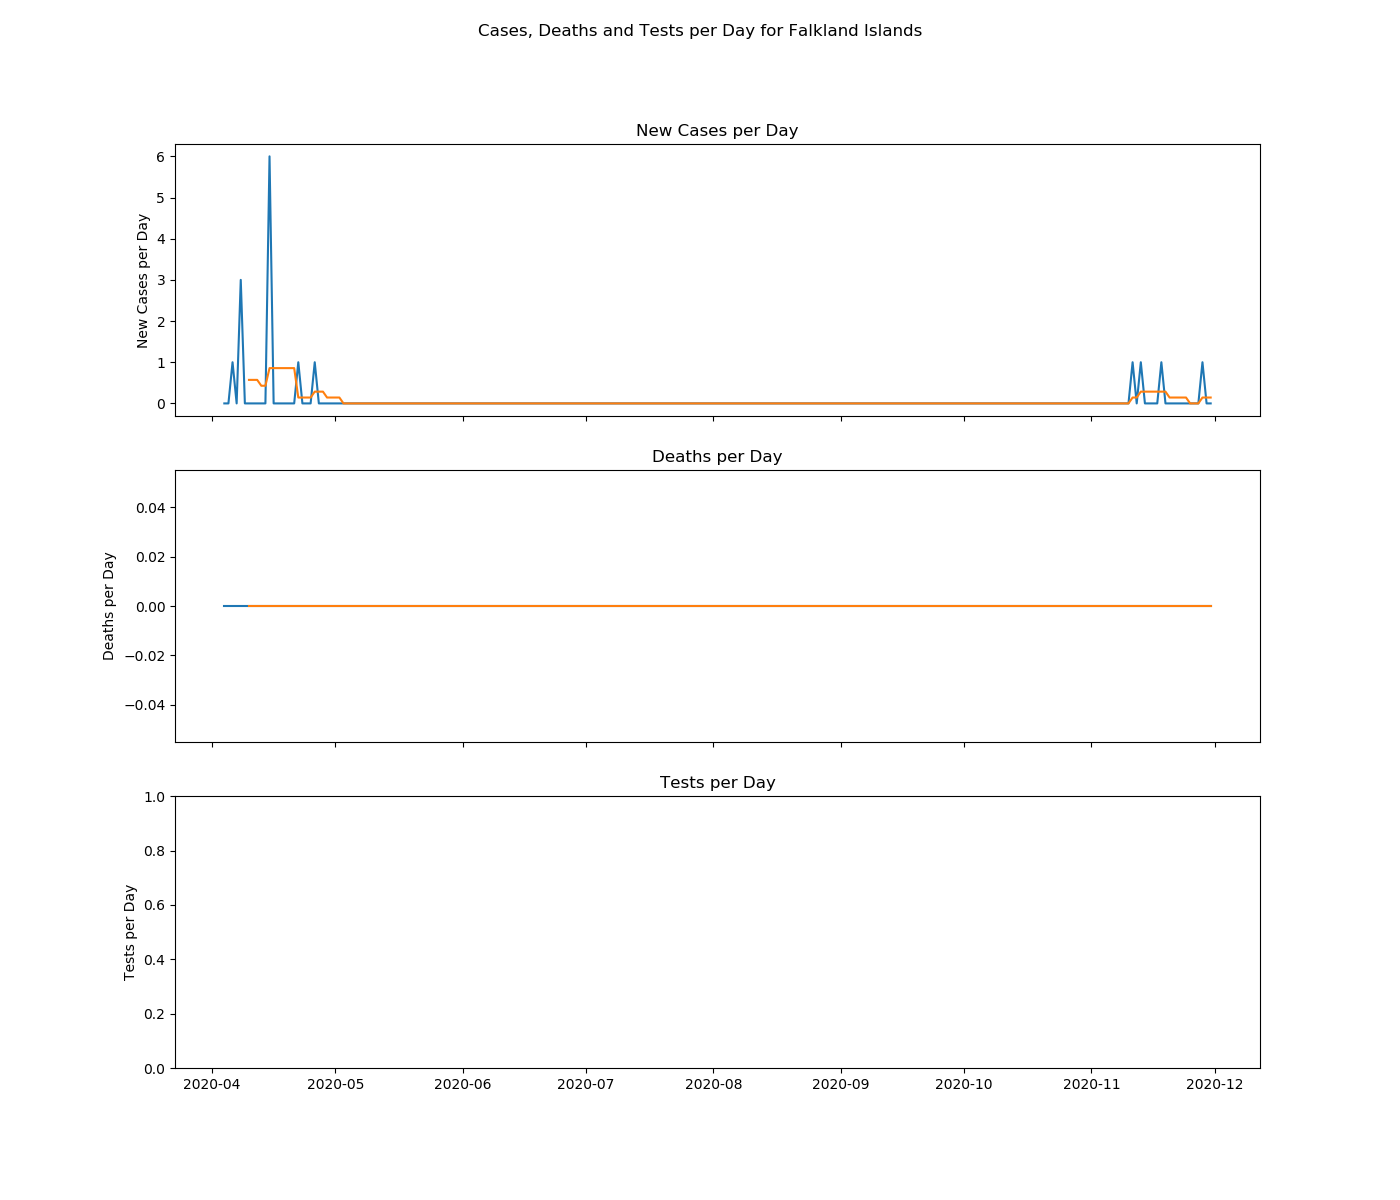 Cases, Deaths and Tests per Day for Falkland Islands
New Cases per Day
New Cases per Day
6
5
4
3
2
1
0
Deaths per Day
Deaths per Day
0.04
0.02
0.00
−0.02
−0.04
Tests per Day
Tests per Day
1.0
0.8
0.6
0.4
0.2
0.0
2020-04 2020-05 2020-06 2020-07 2020-08 2020-09 2020-10 2020-11 2020-12